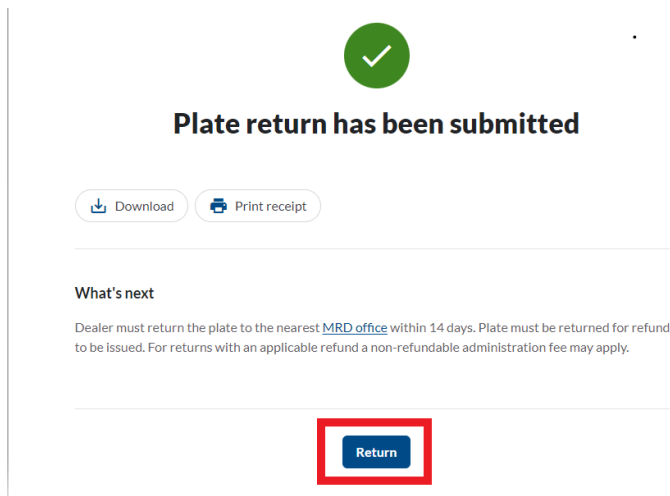 Plate return has been submitted
Download
Print receipt
What's next
Dealer must return the plate to the nearest MRD office within 14 days. Plate must be returned for refund
to be issued. For returns with an applicable refund a non-refundable administration fee may apply.
Return